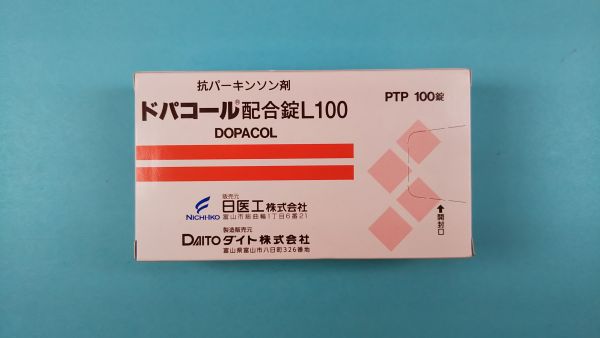 抗パーキンソン剤
ドパコール®配合錠L100
DOPACOL
PTP 100錠
販売元
NICHI-IKO 日医工株式会社
富山市総曲輪1丁目6番21
製造販売元
DAITO ダイト株式会社
富山県富山市八日町326番地
↑開封口